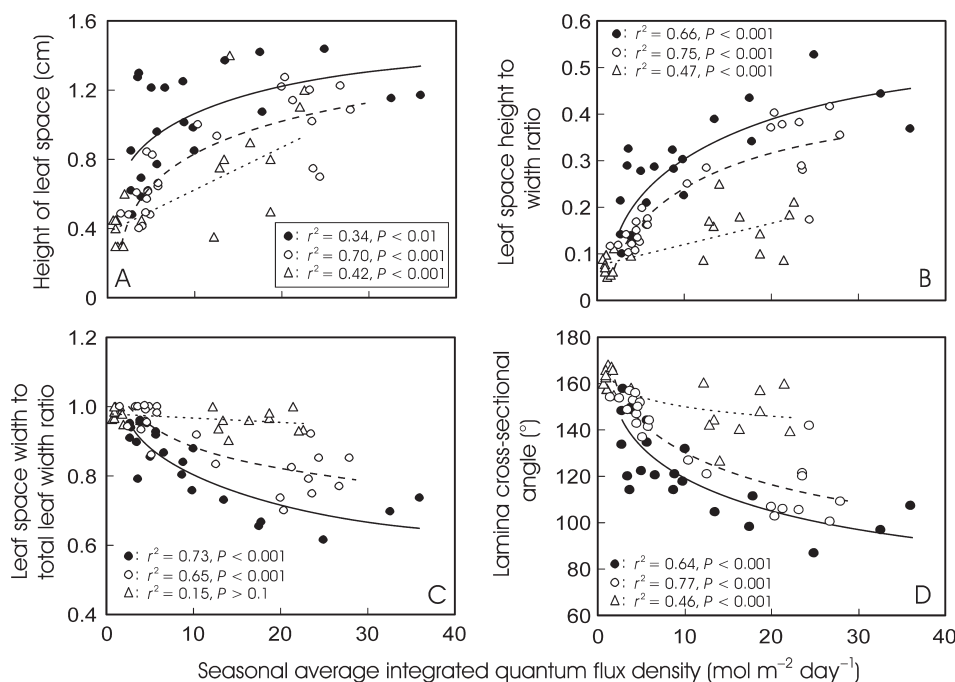 Height of leaf space (cm)
1.6
1.2
0.8
0.4
0
A
●: r² = 0.34, P < 0.01
○: r² = 0.70, P < 0.001
△: r² = 0.42, P < 0.001
Leaf space height to
width ratio
0.6
0.5
0.4
0.3
0.2
0.1
0
●: r² = 0.66, P < 0.001
○: r² = 0.75, P < 0.001
△: r² = 0.47, P < 0.001
B
Leaf space width to
total leaf width ratio
1.2
1.0
0.8
0.6
0.4
●: r² = 0.73, P < 0.001
○: r² = 0.65, P < 0.001
△: r² = 0.15, P > 0.1
C
0 10 20 30 40
Lamina cross-sectional
angle (°)
180
160
140
120
100
80
60
●: r² = 0.64, P < 0.001
○: r² = 0.77, P < 0.001
△: r² = 0.46, P < 0.001
D
0 10 20 30 40
Seasonal average integrated quantum flux density (mol m⁻² day⁻¹)